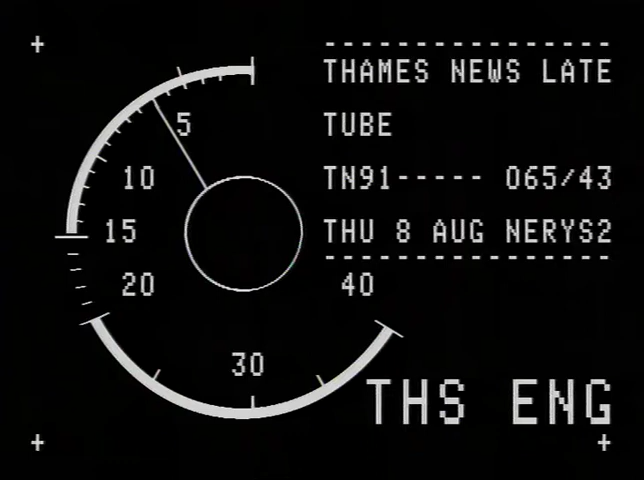 THAMES NEWS LATE
TUBE
TN91----- 065/43
THU 8 AUG NERYS2
5
10
15
20
30
40
THS ENG